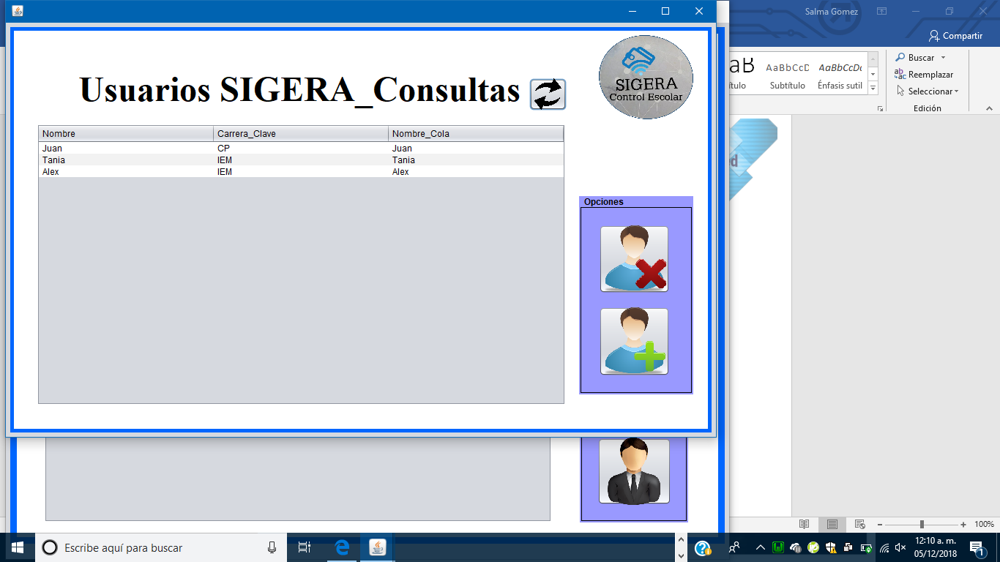 Salma Gomez
Compartir
Usuarios SIGERA_Consultas
SIGERA
Control Escolar
Nombre Carrera_Clave Nombre_Cola
Juan CP Juan
Tania IEM Tania
Alex IEM Alex
Opciones
AaBbCcD AaBbCcDc
Subtítulo Énfasis sutil
Buscar
Reemplazar
Seleccionar
Edición
100%
Escribe aquí para buscar
12:10 a. m.
05/12/2018
1